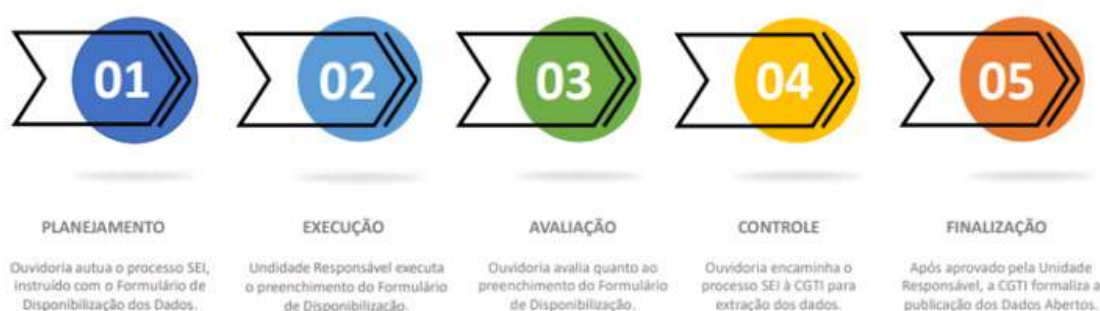 01
02
03
04
05
PLANEJAMENTO
Ouvidoria autua o processo SEI,
instruído com o Formulário de
Disponibilização dos Dados.
EXECUÇÃO
Undidade Responsável executa
o preenchimento do Formulário
de Disponibilização.
AVALIAÇÃO
Ouvidoria avalia quanto ao
preenchimento do Formulário
de Disponibilização.
CONTROLE
Ouvidoria encaminha o
processo SEI à CGTI para
extração dos dados.
FINALIZAÇÃO
Após aprovado pela Unidade
Responsável, a CGTI formaliza a
publicação dos Dados Abertos.